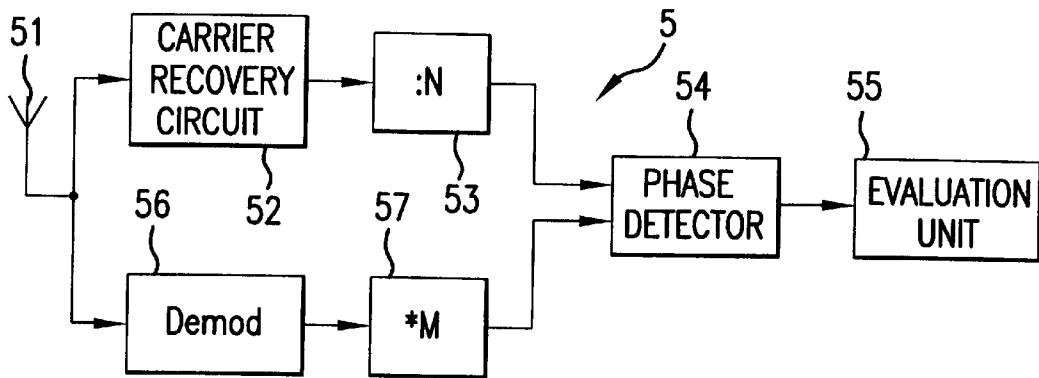 51
CARRIER
RECOVERY
CIRCUIT
:N
5
54
55
52
53
PHASE
DETECTOR
EVALUATION
UNIT
56
57
Demod
*M